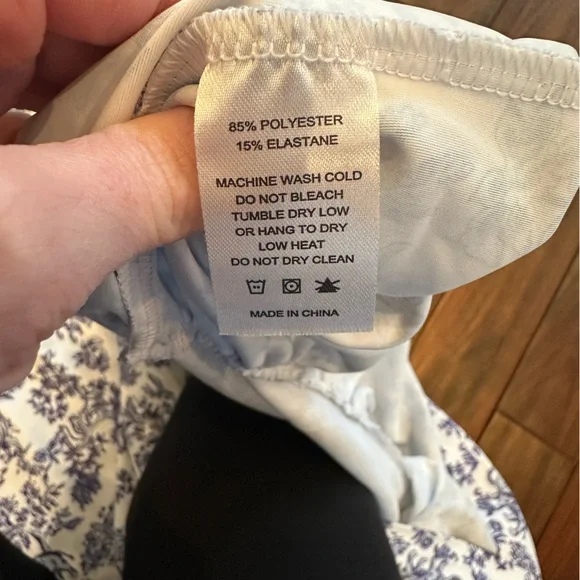 85% POLYESTER
15% ELASTANE
MACHINE WASH COLD
DO NOT BLEACH
TUMBLE DRY LOW
OR HANG TO DRY
LOW HEAT
DO NOT DRY CLEAN
MADE IN CHINA